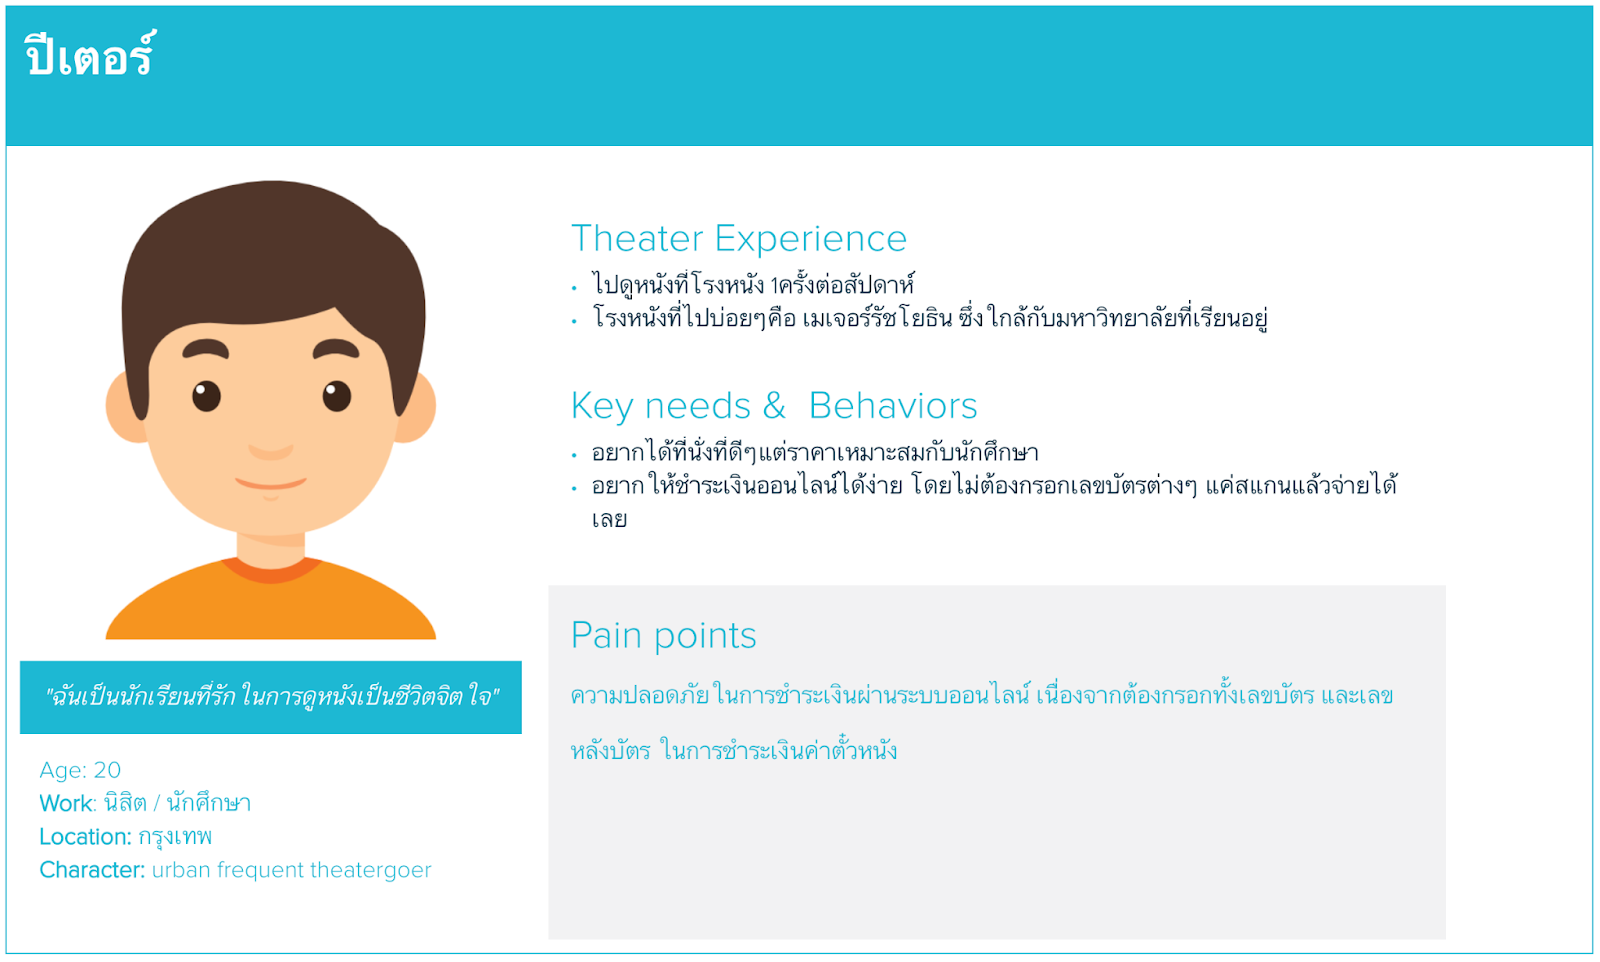 ปีเตอร์
Theater Experience
• ไปดูหนังที่โรงหนัง 1ครั้งต่อสัปดาห์
• โรงหนังที่ไปบ่อยๆคือ เมเจอร์รัชโยธิน ซึ่งใกล้กับมหาวิทยาลัยที่เรียนอยู่
Key needs & Behaviors
• อยากได้ที่นั่งที่ดีๆแต่ราคาเหมาะสมกับนักศึกษา
• อยากให้ชำระเงินออนไลน์ได้ง่าย โดยไม่ต้องกรอกเลขบัตรต่างๆ แค่สแกนแล้วจ่ายได้
เลย
Pain points
ความปลอดภัยในการชำระเงินผ่านระบบออนไลน์ เนื่องจากต้องกรอกทั้งเลขบัตร และเลข
หลังบัตร ในการชำระเงินค่าตั๋วหนัง
"ฉันเป็นนักเรียนที่รักในการดูหนังเป็นชีวิตจิตใจ"
Age: 20
Work: นิสิต / นักศึกษา
Location: กรุงเทพ
Character: urban frequent theatergoer